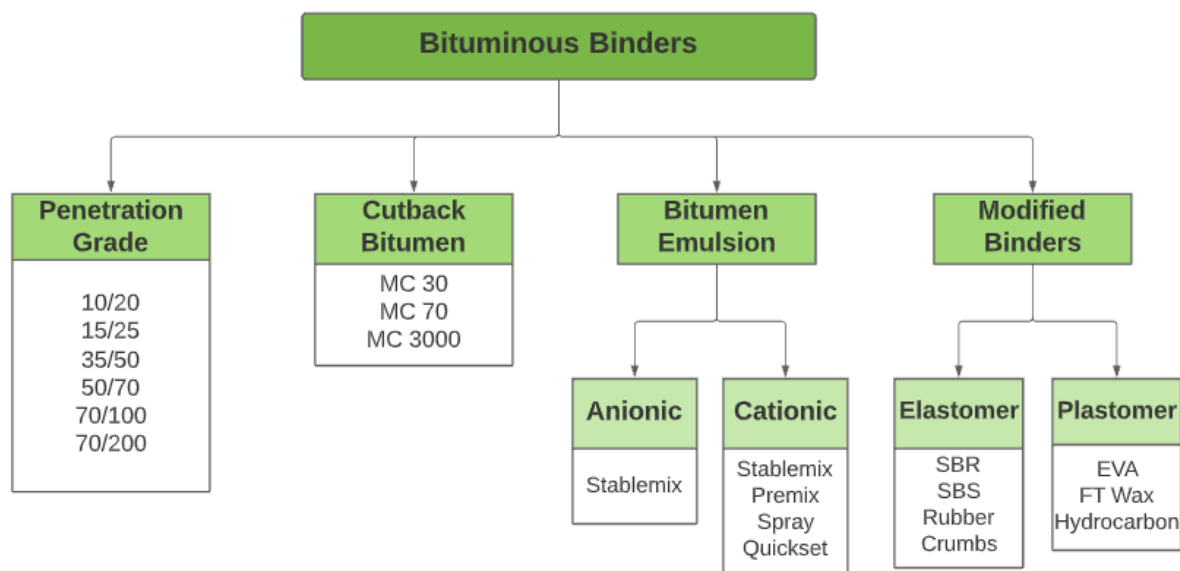 Bituminous Binders
Penetration
Grade
10/20
15/25
35/50
50/70
70/100
70/200
Cutback
Bitumen
MC 30
MC 70
MC 3000
Bitumen
Emulsion
Anionic
Stablemix
Cationic
Stablemix
Premix
Spray
Quickset
Modified
Binders
Elastomer
SBR
SBS
Rubber
Crumbs
Plastomer
EVA
FT Wax
Hydrocarbon